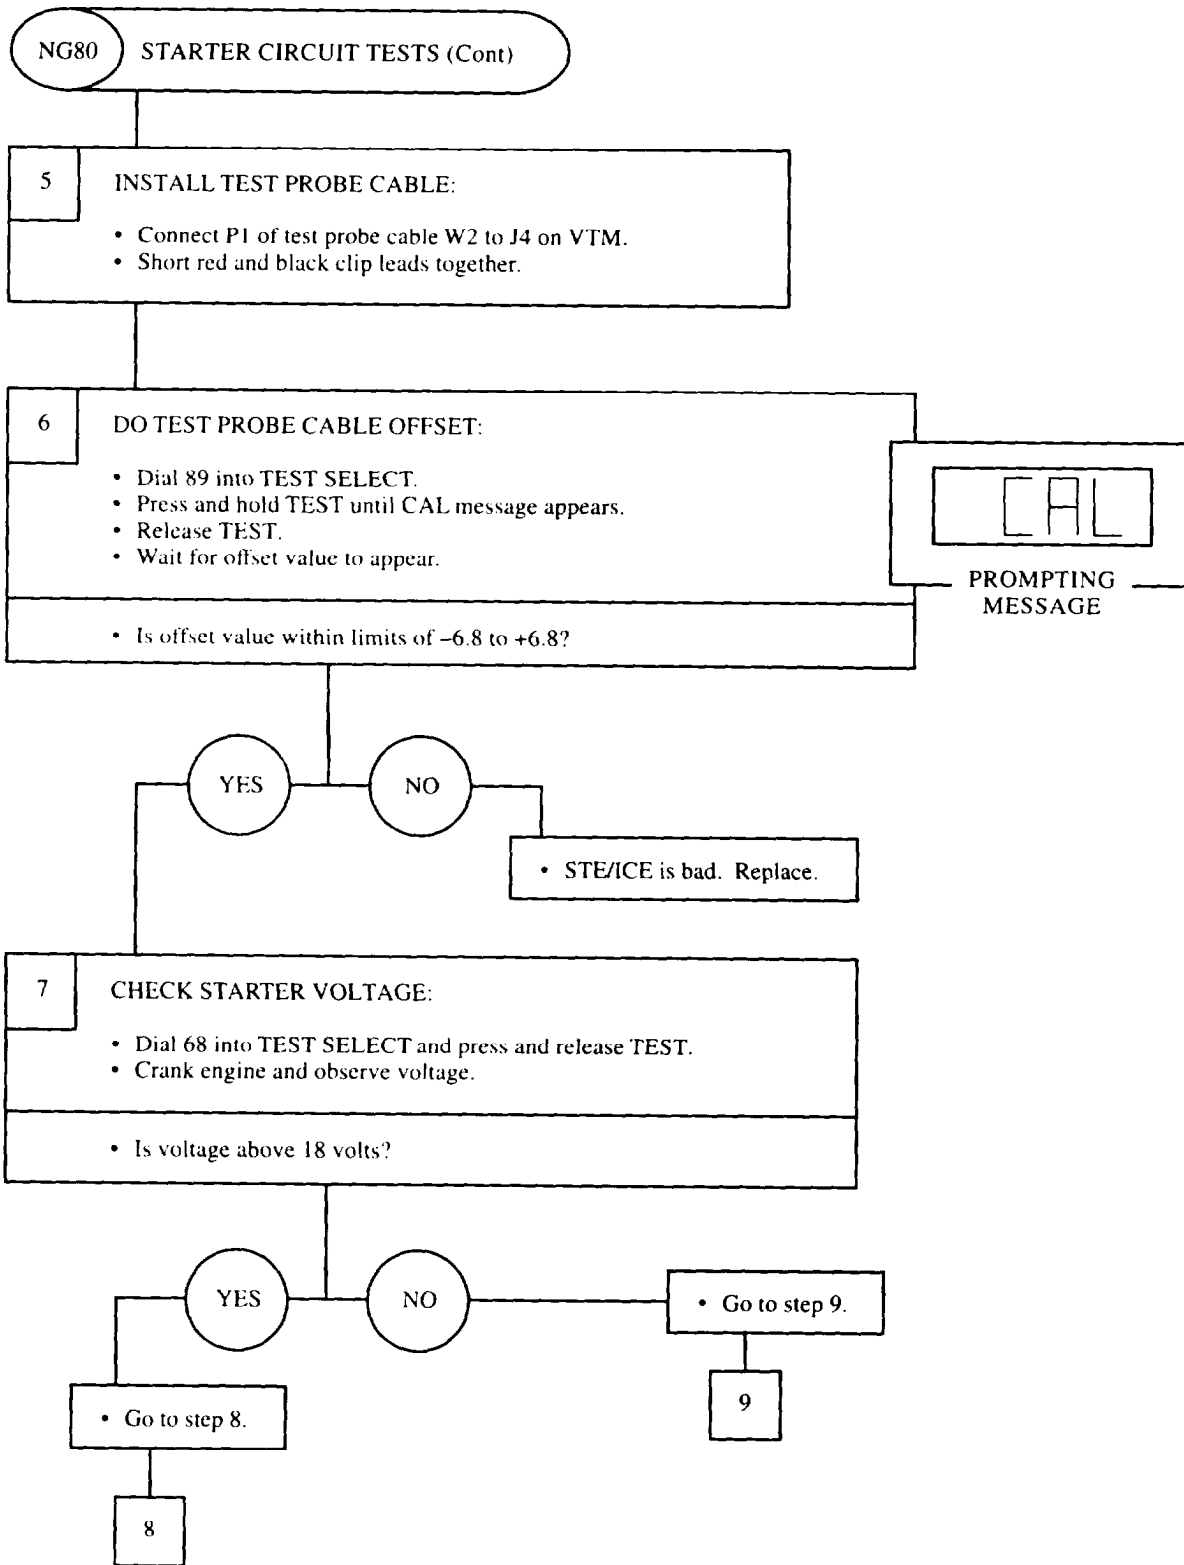 NG80 STARTER CIRCUIT TESTS (Cont)
5
INSTALL TEST PROBE CABLE:
• Connect P1 of test probe cable W2 to J4 on VTM.
• Short red and black clip leads together.
6
DO TEST PROBE CABLE OFFSET:
• Dial 89 into TEST SELECT.
• Press and hold TEST until CAL message appears.
• Release TEST.
• Wait for offset value to appear.
CAL
PROMPTING
MESSAGE
• Is offset value within limits of –6.8 to +6.8?
YES
NO
• STE/ICE is bad. Replace.
7
CHECK STARTER VOLTAGE:
• Dial 68 into TEST SELECT and press and release TEST.
• Crank engine and observe voltage.
• Is voltage above 18 volts?
YES
NO
• Go to step 9.
9
• Go to step 8.
8